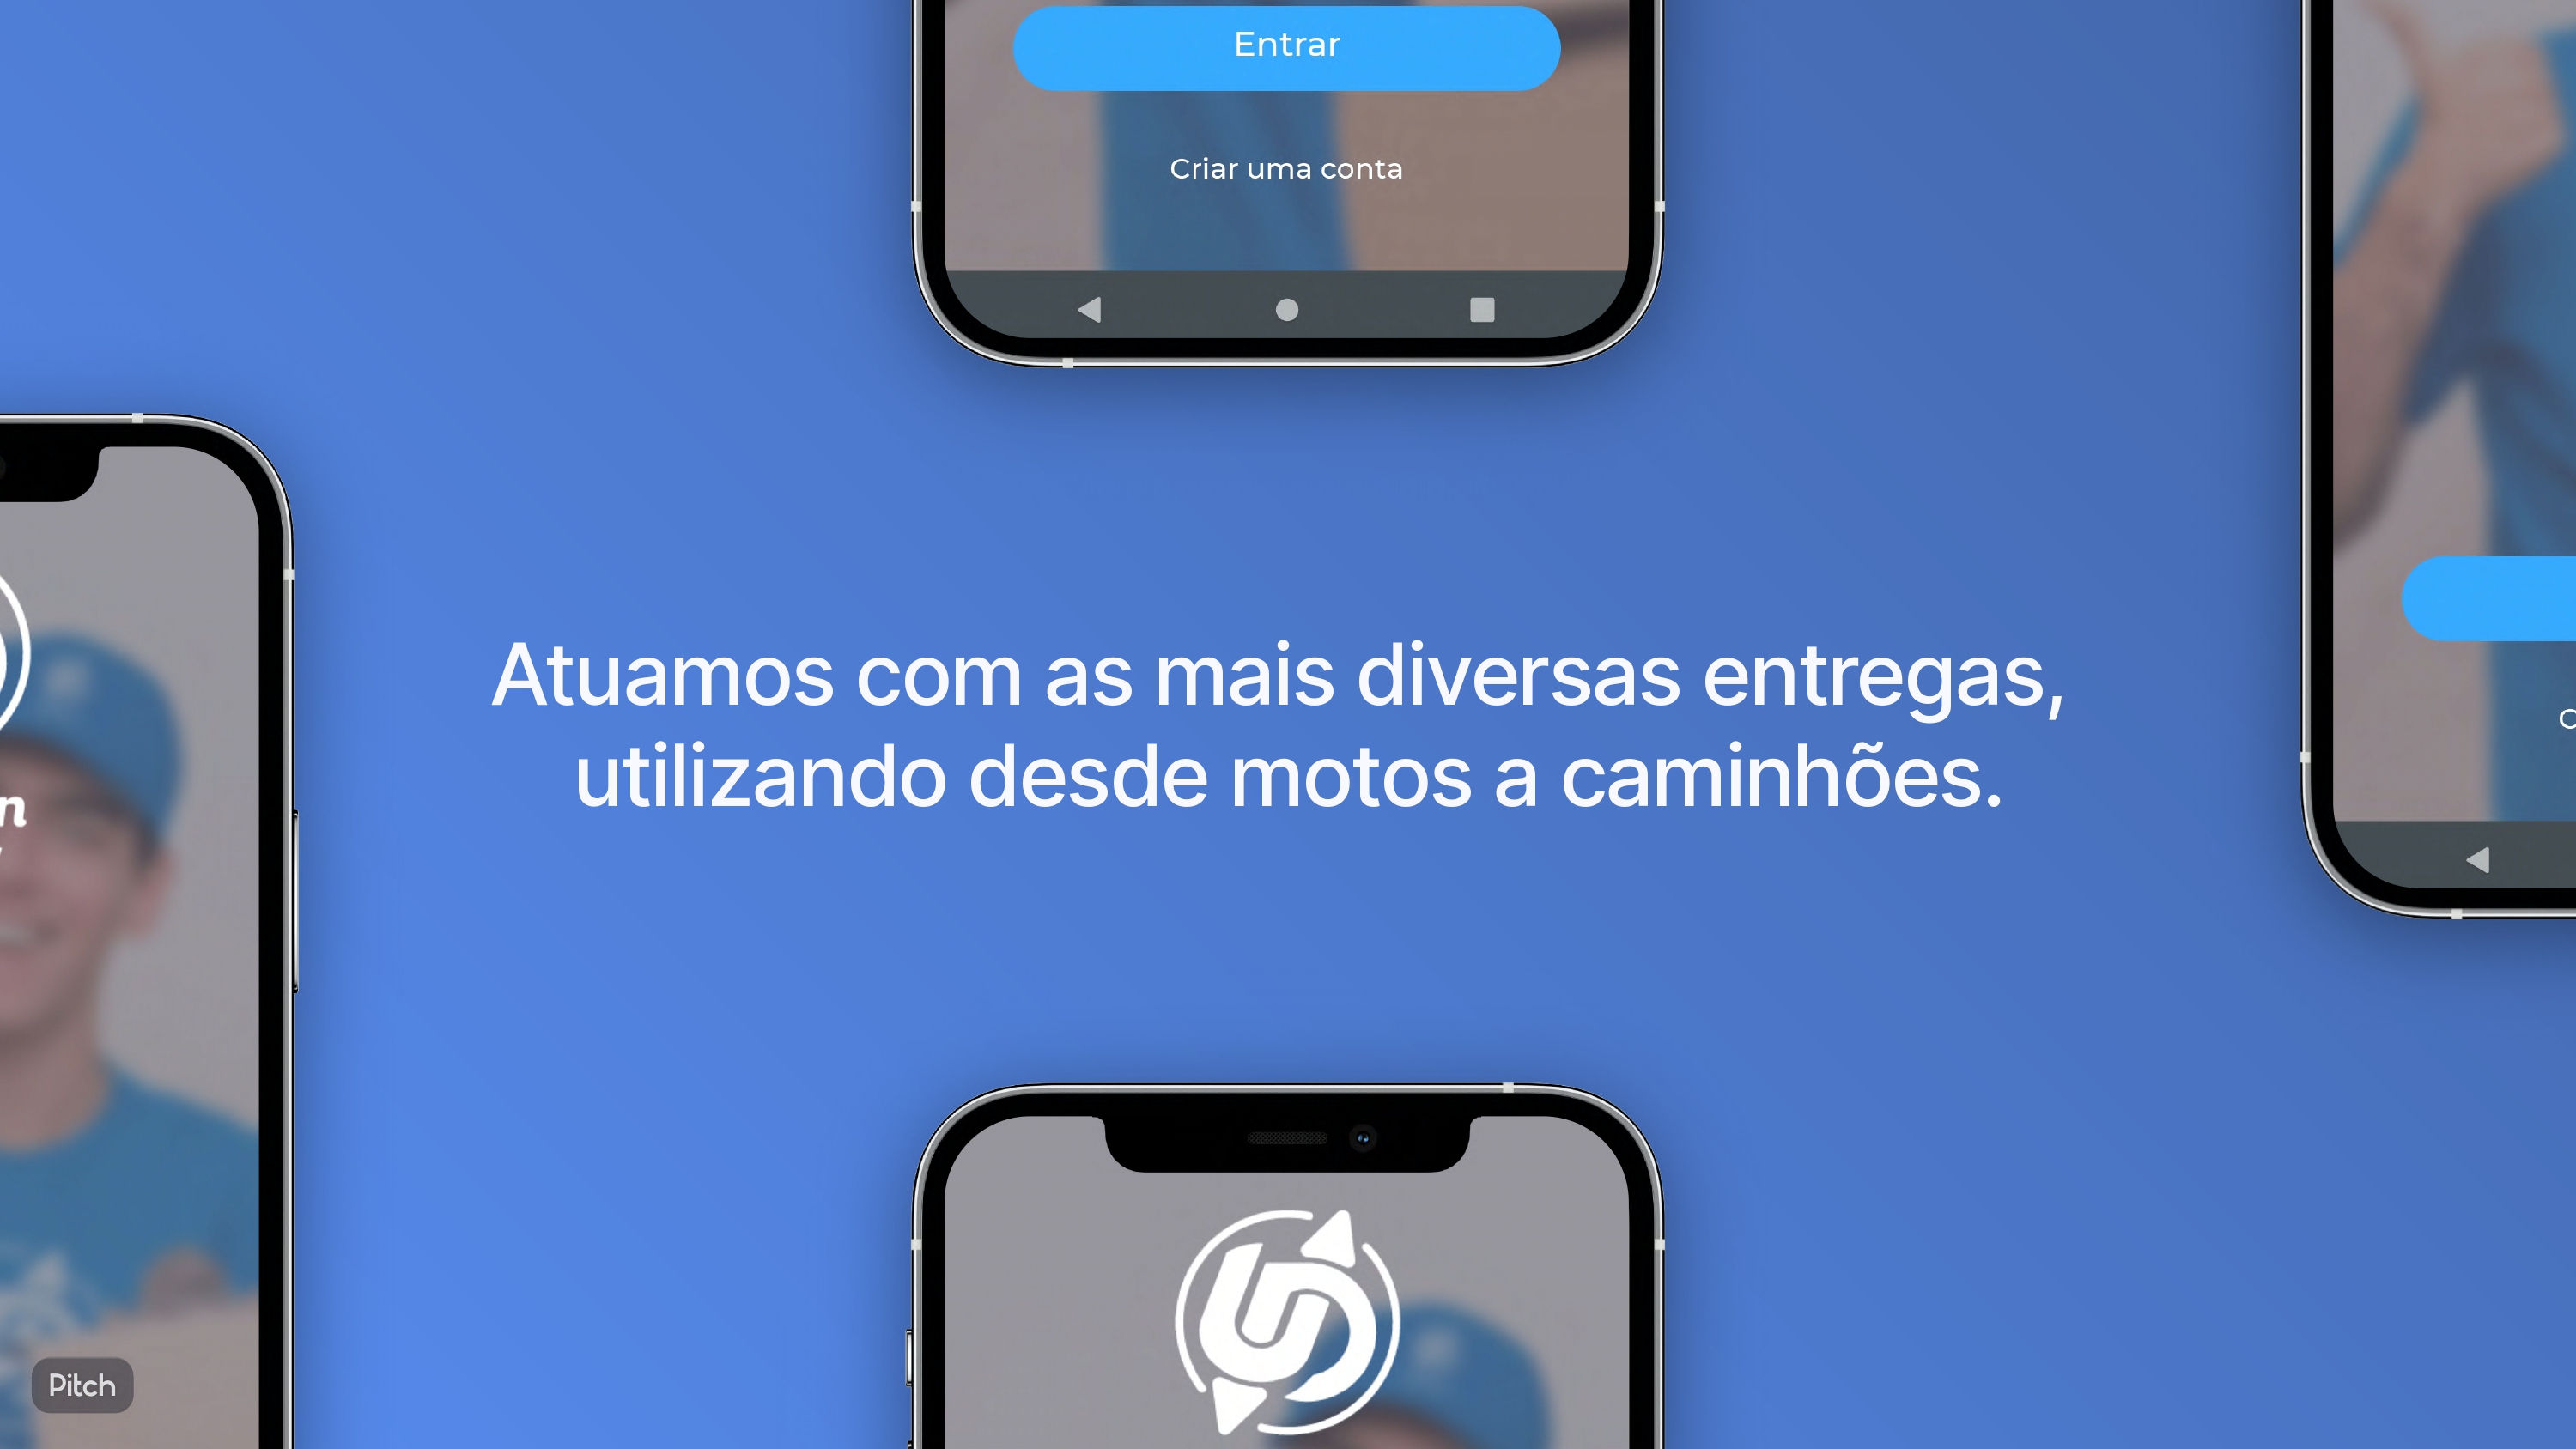 Entrar
Criar uma conta
Atuamos com as mais diversas entregas,
utilizando desde motos a caminhões.
Pitch